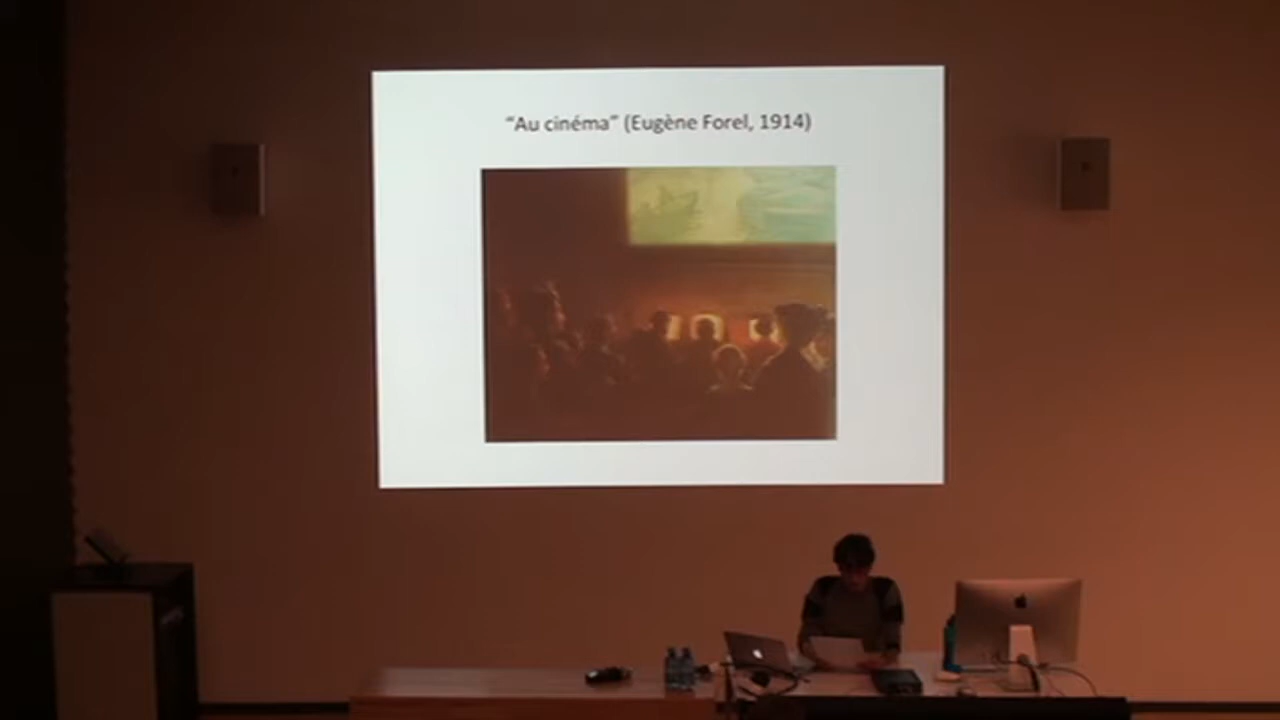 “Au cinéma” (Eugène Forel, 1914)